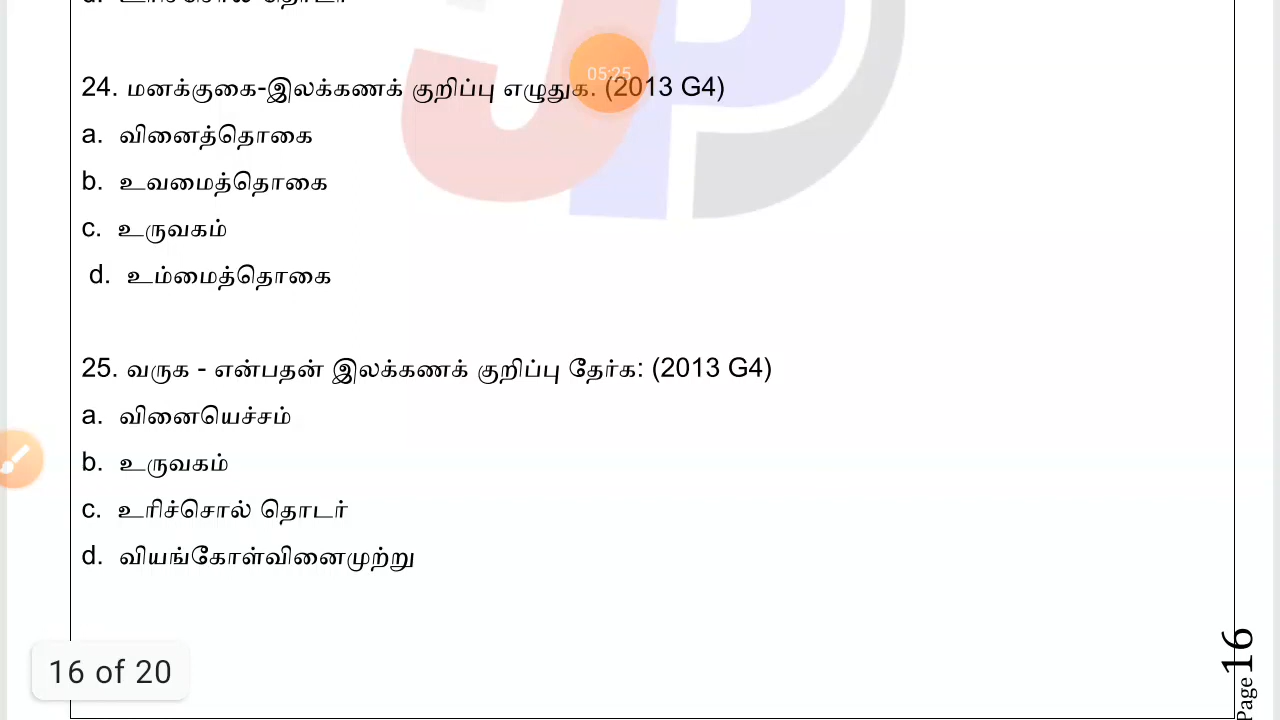 24. மனக்குகை-இலக்கணக் குறிப்பு எழுதுக. (2013 G4)
05:25
a. வினைத்தொகை
b. உவமைத்தொகை
c. உருவகம்
d. உம்மைத்தொகை
25. வருக - என்பதன் இலக்கணக் குறிப்பு தேர்க: (2013 G4)
a. வினையெச்சம்
b. உருவகம்
c. உரிச்சொல் தொடர்
d. வியங்கோள்வினைமுற்று
16 of 20
Page 16